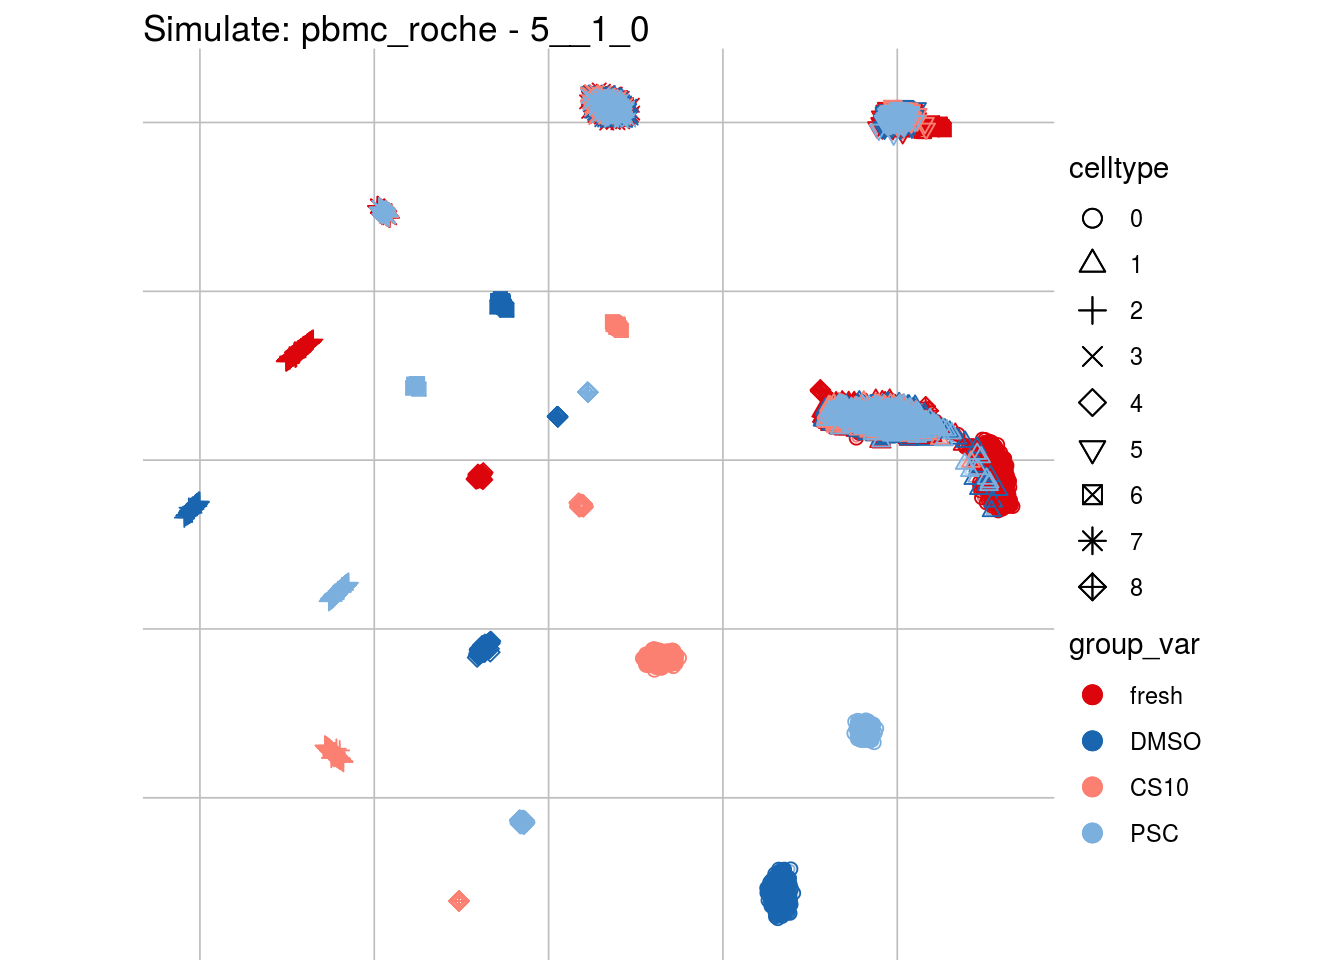 Simulate: pbmc_roche - 5__1_0
celltype
0
1
2
3
4
5
6
7
8
group_var
fresh
DMSO
CS10
PSC